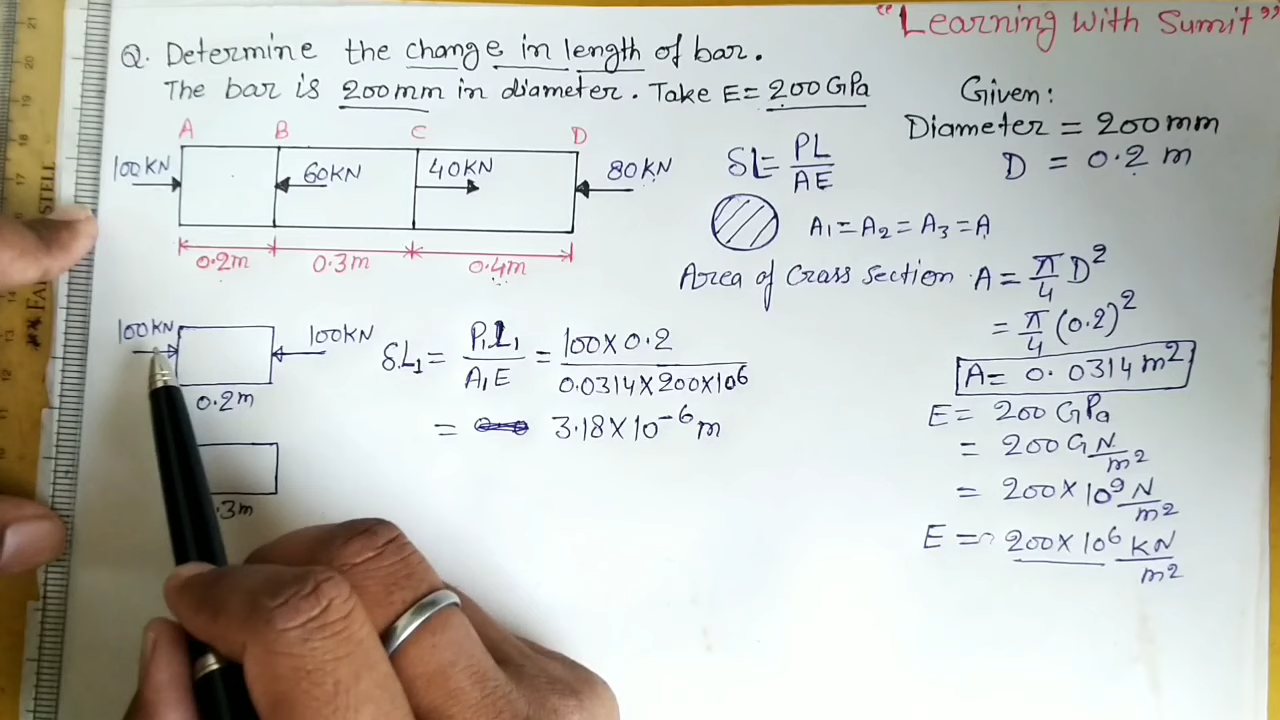 "Learning With Sumit"
Q. Determine the change in length of bar.
The bar is 200mm in diameter. Take E= 200GPa
A B C D
100KN 60KN 40KN 80KN
0.2m 0.3m 0.4m
δL= PL/AE
Given:
Diameter = 200mm
D = 0.2 m
A1= A2 = A3 = A
Area of Crass section A = π/4 D²
= π/4 (0.2)²
A= 0.0314 m²
E= 200 GPa
= 200 G N/m²
= 200×10⁹ N/m²
E = 200×10⁶ KN/m²
100KN 100KN
0.2m
δL1 = P1L1/A1E = 100×0.2/0.0314×200×10⁶
= 3.18×10⁻⁶ m
.3m